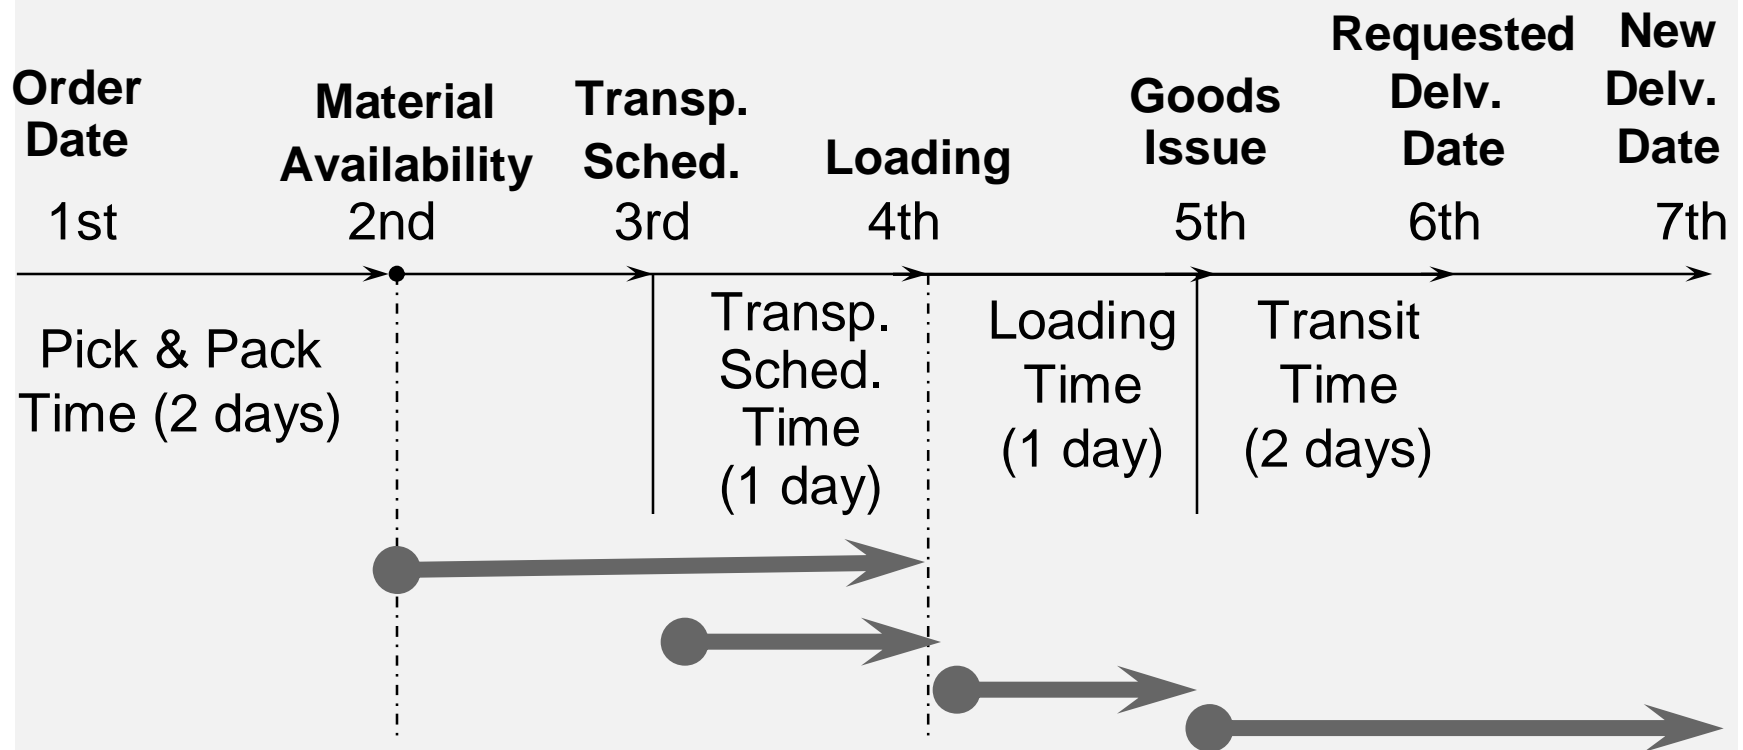 Order
Date
1st
Material
Availability
2nd
Transp.
Sched.
3rd
Loading
4th
Goods
Issue
5th
Requested
Delv.
Date
6th
New
Delv.
Date
7th
Pick & Pack
Time (2 days)
Transp.
Sched.
Time
(1 day)
Loading
Time
(1 day)
Transit
Time
(2 days)